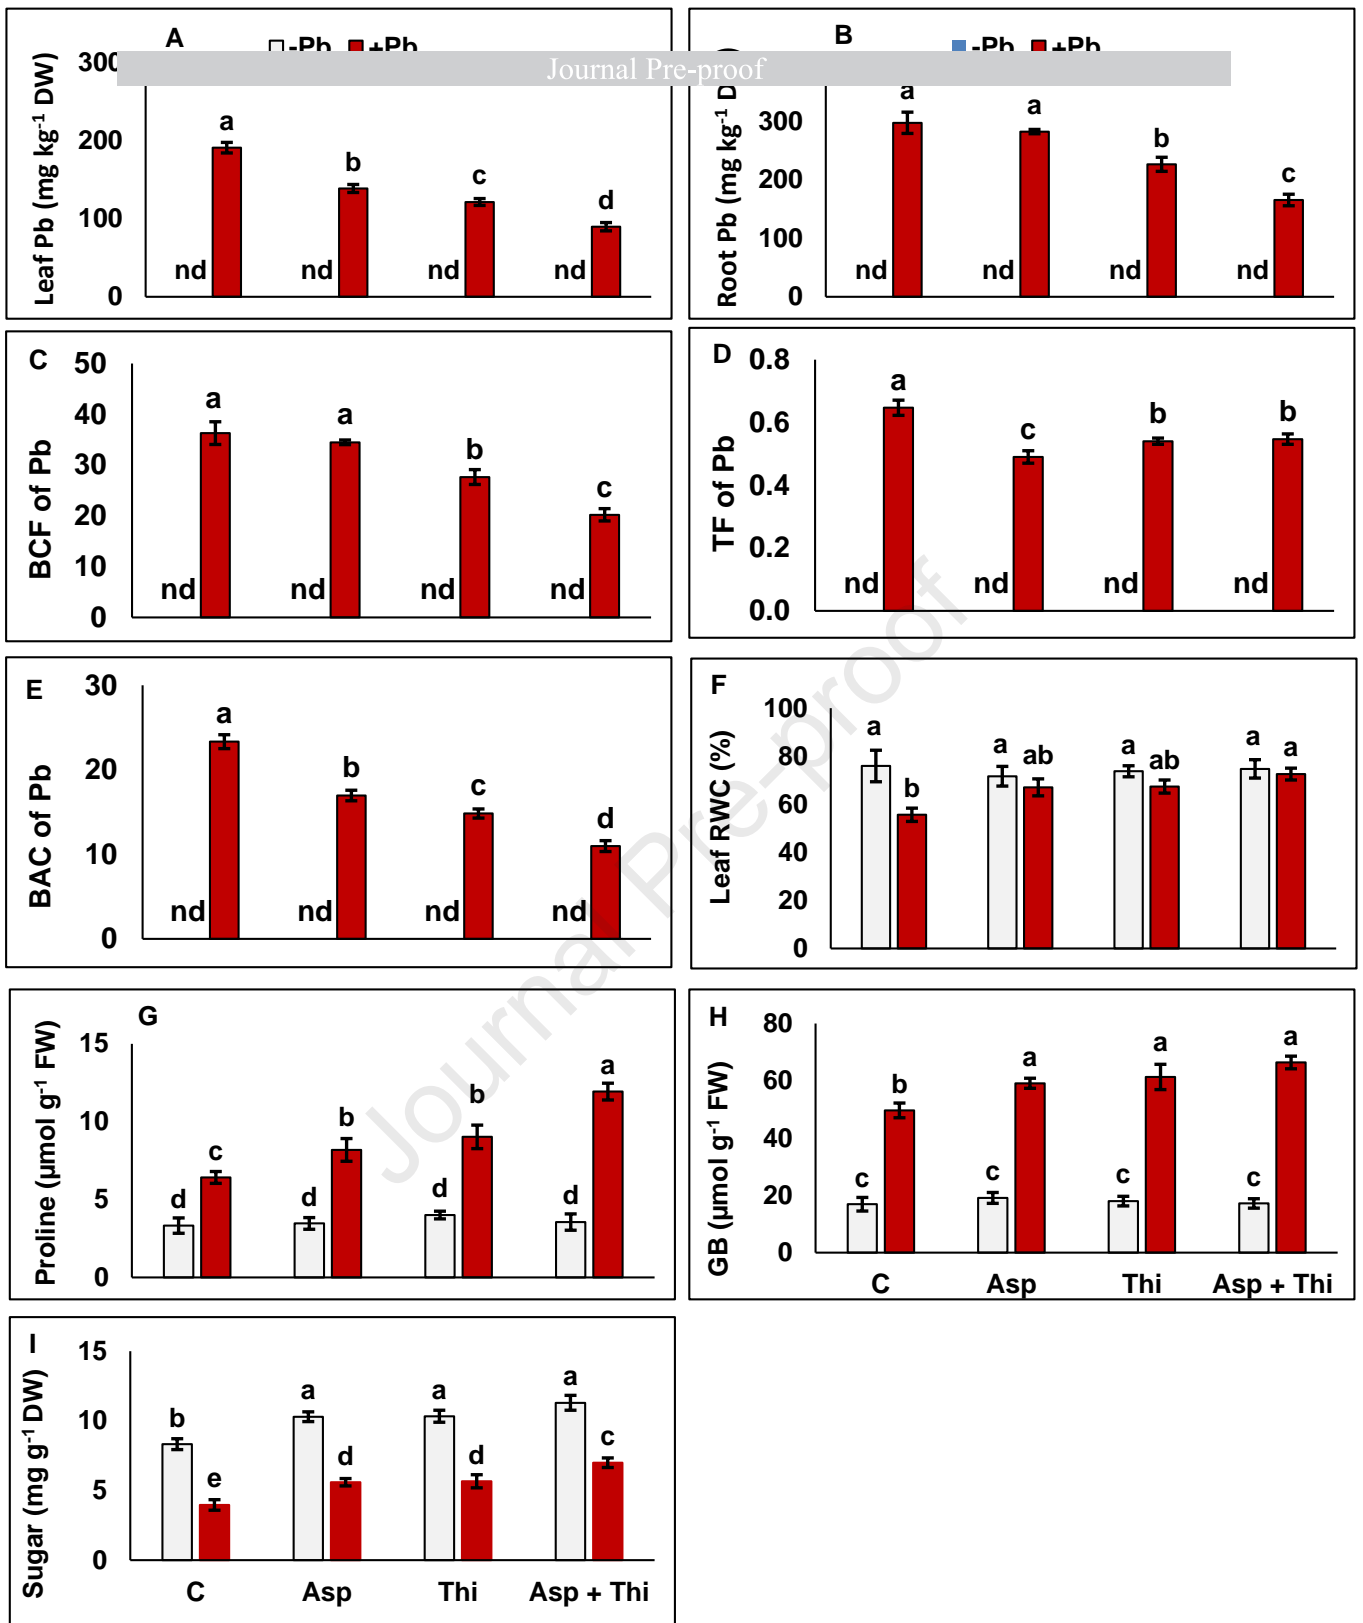 A
-Pb +Pb
Journal Pre-proof
Leaf Pb (mg kg⁻¹ DW)
300
200
100
0
a
b
c
d
nd nd nd nd
B
-Pb +Pb
Root Pb (mg kg⁻¹ D
300
200
100
0
a
a
b
c
nd nd nd nd
C
BCF of Pb
50
40
30
20
10
0
a
a
b
c
nd nd nd nd
D
TF of Pb
0.8
0.6
0.4
0.2
0.0
a
c
b
b
nd nd nd nd
E
BAC of Pb
30
20
10
0
a
b
c
d
nd nd nd nd
F
Leaf RWC (%)
100
80
60
40
20
0
a b a ab a ab a a
Journal Pre-proof
G
Proline (µmol g⁻¹ FW)
15
10
5
0
d c d b d b d a
H
GB (µmol g⁻¹ FW)
80
60
40
20
0
c b c a c a c a
C Asp Thi Asp + Thi
I
Sugar (mg g⁻¹ DW)
15
10
5
0
b e a d a d a c
C Asp Thi Asp + Thi